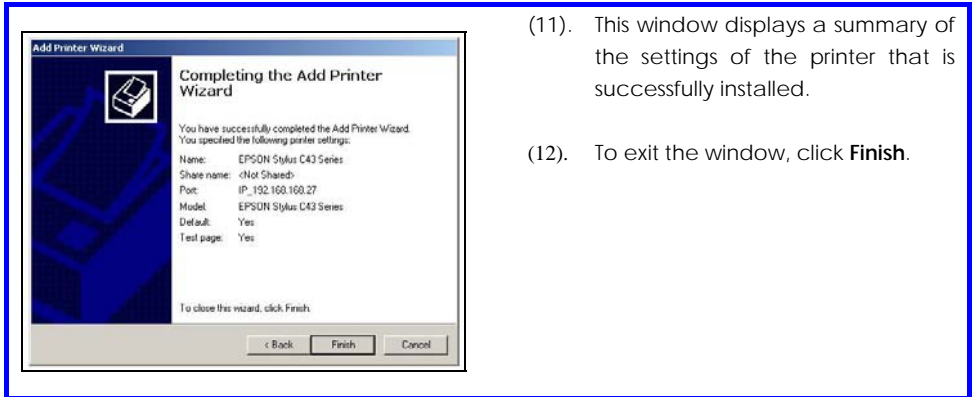 Add Printer Wizard
Completing the Add Printer
Wizard
You have successfully completed the Add Printer Wizard.
You specified the following printer settings:
Name: EPSON Stylus C43 Series
Share name: <Not Shared>
Port: IP_192.168.168.27
Model: EPSON Stylus C43 Series
Default: Yes
Test page: Yes
To close this wizard, click Finish.
< Back Finish Cancel
(11). This window displays a summary of
the settings of the printer that is
successfully installed.
(12). To exit the window, click Finish.